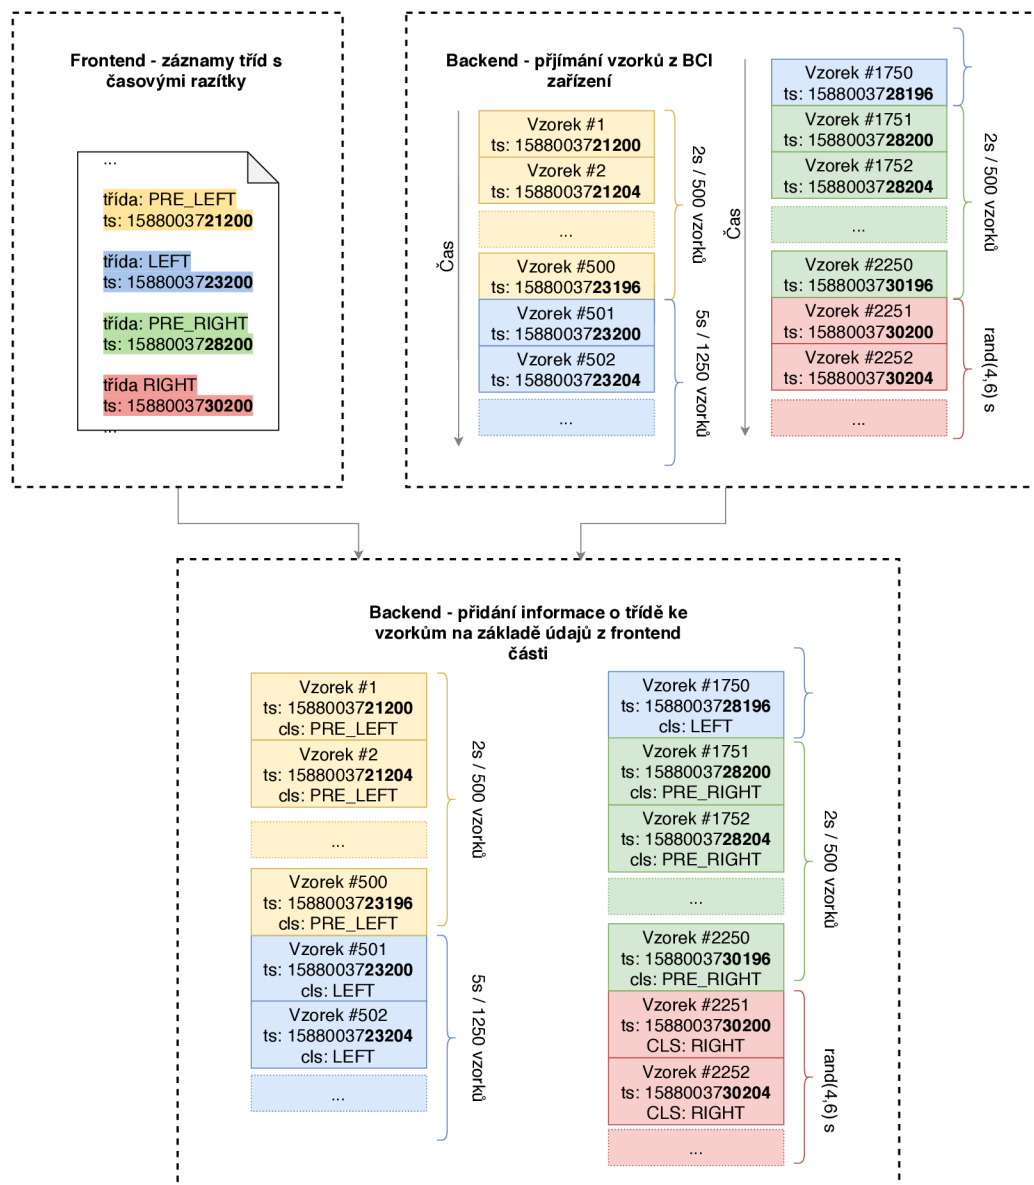 Frontend - záznamy tříd s
časovými razítky
...
třída: PRE_LEFT
ts: 1588003721200
třída: LEFT
ts: 1588003723200
třída: PRE_RIGHT
ts: 1588003728200
třída RIGHT
ts: 1588003730200
...
Backend - přjímání vzorků z BCI
zařízení
Čas
Vzorek #1
ts: 1588003721200
Vzorek #2
ts: 1588003721204
...
Vzorek #500
ts: 1588003723196
Vzorek #501
ts: 1588003723200
Vzorek #502
ts: 1588003723204
...
2s / 500 vzorků
5s / 1250 vzorků
Čas
Vzorek #1750
ts: 1588003728196
Vzorek #1751
ts: 1588003728200
Vzorek #1752
ts: 1588003728204
...
Vzorek #2250
ts: 1588003730196
Vzorek #2251
ts: 1588003730200
Vzorek #2252
ts: 1588003730204
...
2s / 500 vzorků
rand(4,6) s
Backend - přidání informace o třídě ke
vzorkům na základě údajů z frontend
části
Vzorek #1
ts: 1588003721200
cls: PRE_LEFT
Vzorek #2
ts: 1588003721204
cls: PRE_LEFT
...
Vzorek #500
ts: 1588003723196
cls: PRE_LEFT
Vzorek #501
ts: 1588003723200
cls: LEFT
Vzorek #502
ts: 1588003723204
cls: LEFT
...
2s / 500 vzorků
5s / 1250 vzorků
Vzorek #1750
ts: 1588003728196
cls: LEFT
Vzorek #1751
ts: 1588003728200
cls: PRE_RIGHT
Vzorek #1752
ts: 1588003728204
cls: PRE_RIGHT
...
Vzorek #2250
ts: 1588003730196
cls: PRE_RIGHT
Vzorek #2251
ts: 1588003730200
CLS: RIGHT
Vzorek #2252
ts: 1588003730204
CLS: RIGHT
...
2s / 500 vzorků
rand(4,6) s